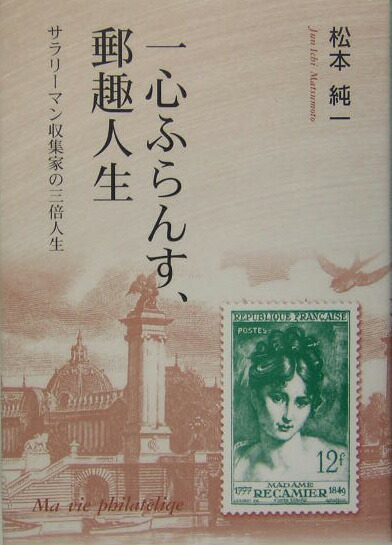 一心ふらんす、
郵趣人生
サラリーマン収集家の三倍人生
松本 純一
Jun Ichi Matsumoto
REPUBLIQUE FRANÇAISE
POSTES
12f
MADAME
1777 RECAMIER 1849
Ma vie philatéliqe